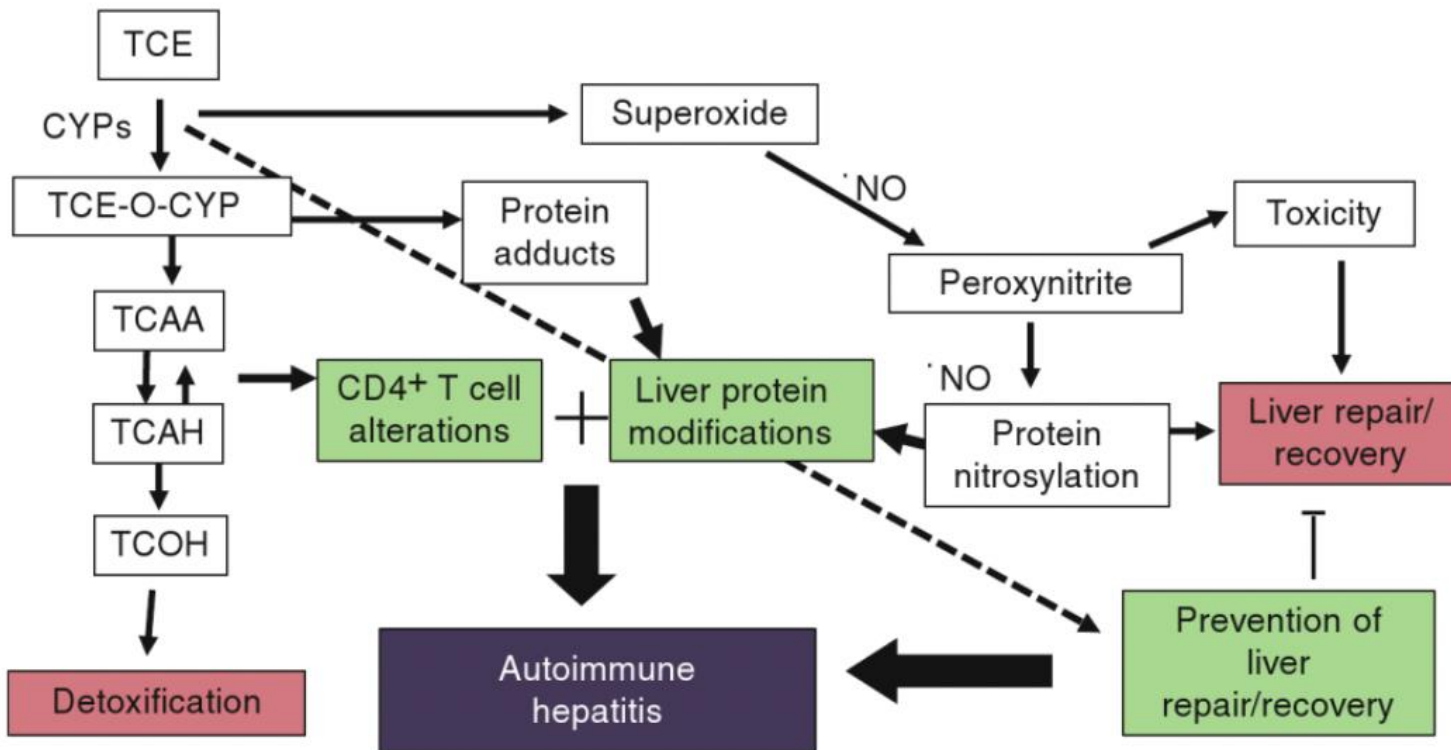 TCE
CYPs
Superoxide
TCE-O-CYP
Protein
adducts
˙NO
Toxicity
Peroxynitrite
TCAA
CD4⁺ T cell
alterations
+
Liver protein
modifications
˙NO
Protein
nitrosylation
Liver repair/
recovery
TCAH
TCOH
Prevention of
liver
repair/recovery
Autoimmune
hepatitis
Detoxification